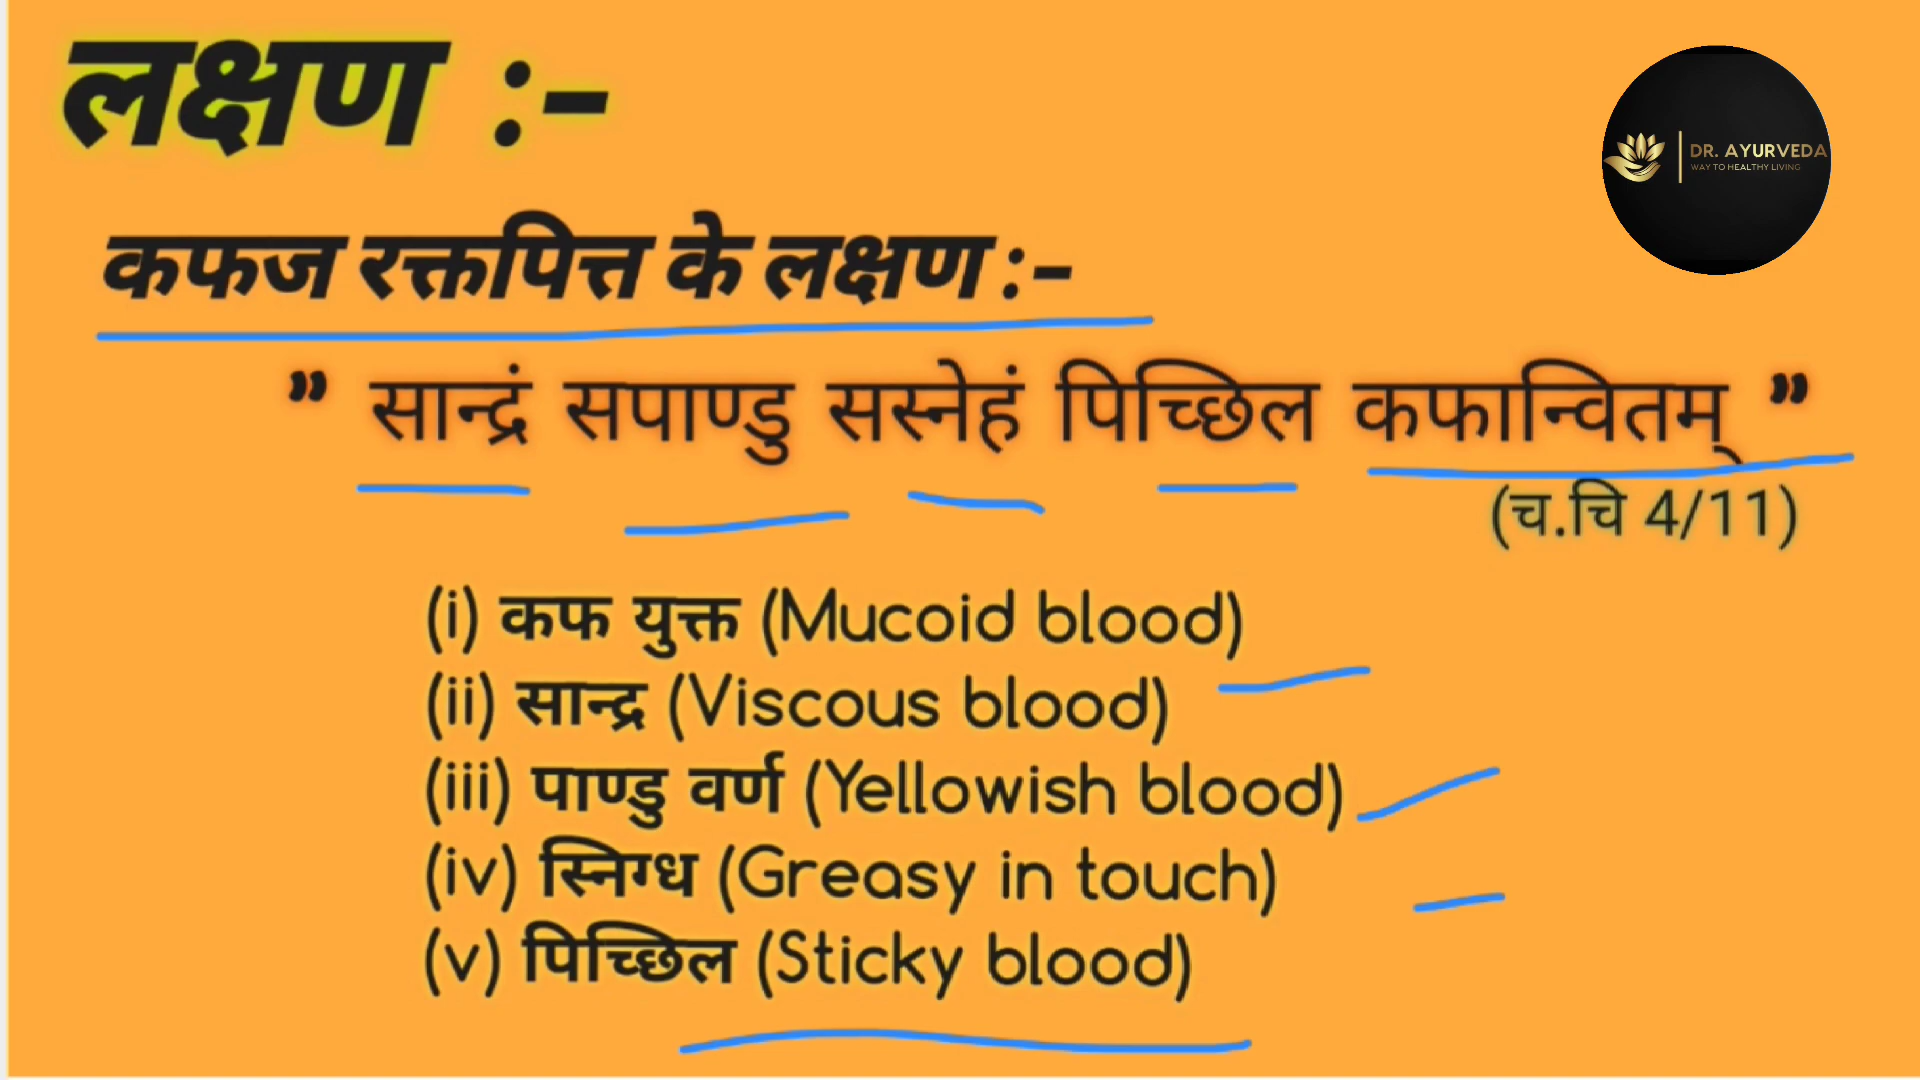 लक्षण :-
DR. AYURVEDA
WAY TO HEALTHY LIVING
कफज रक्तपित्त के लक्षण :-
” सान्द्रं सपाण्डु सस्नेहं पिच्छिल कफान्वितम् ”
(च.चि 4/11)
(i) कफ युक्त (Mucoid blood)
(ii) सान्द्र (Viscous blood)
(iii) पाण्डु वर्ण (Yellowish blood)
(iv) स्निग्ध (Greasy in touch)
(v) पिच्छिल (Sticky blood)